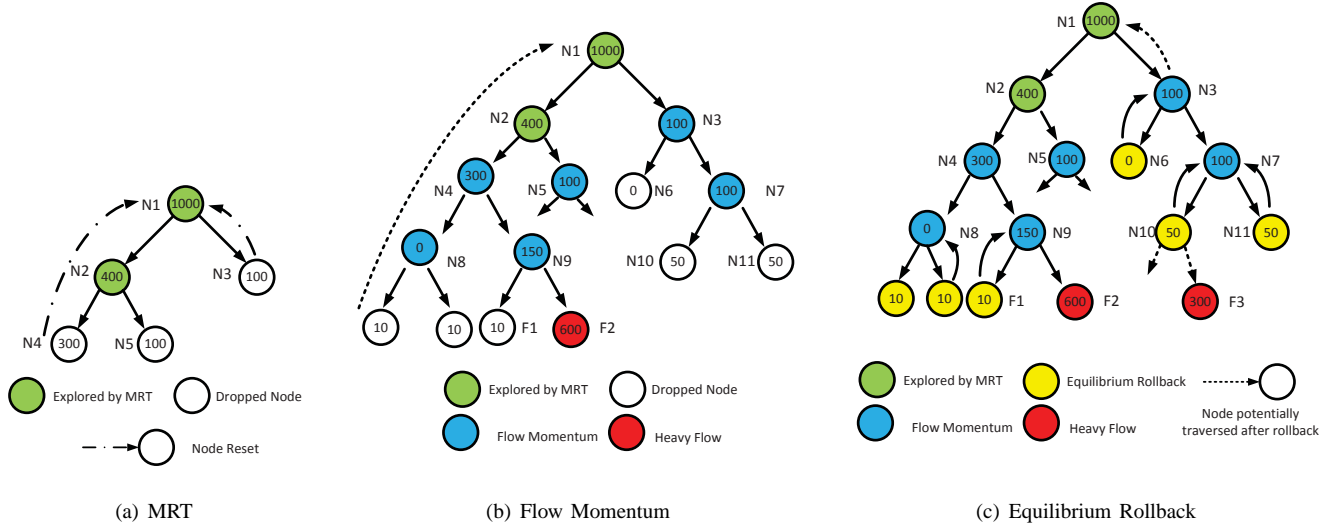 N1
1000
N2
400
N3
100
N4
300
N5
100
Explored by MRT
Dropped Node
Node Reset
(a) MRT
N1
1000
N2
400
100
N3
N4
300
N5
100
0
N6
100
N7
0
N8
150
N9
N10
50
N11
50
10
10
10
F1
600
F2
Explored by MRT
Dropped Node
Flow Momentum
Heavy Flow
(b) Flow Momentum
N1
1000
N2
400
100
N3
N4
300
N5
100
0
N6
100
N7
0
N8
150
N9
N10
50
N11
50
10
10
10
F1
600
F2
300
F3
Explored by MRT
Equilibrium Rollback
Flow Momentum
Heavy Flow
Node potentially
traversed after rollback
(c) Equilibrium Rollback